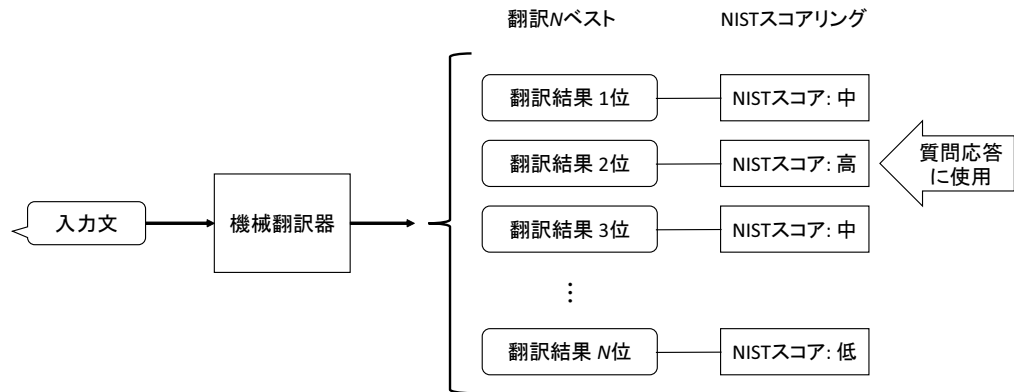 翻訳Nベスト
NISTスコアリング
翻訳結果 1位
NISTスコア: 中
翻訳結果 2位
NISTスコア: 高
質問応答
に使用
入力文
機械翻訳器
翻訳結果 3位
NISTスコア: 中
⋮
翻訳結果 N位
NISTスコア: 低